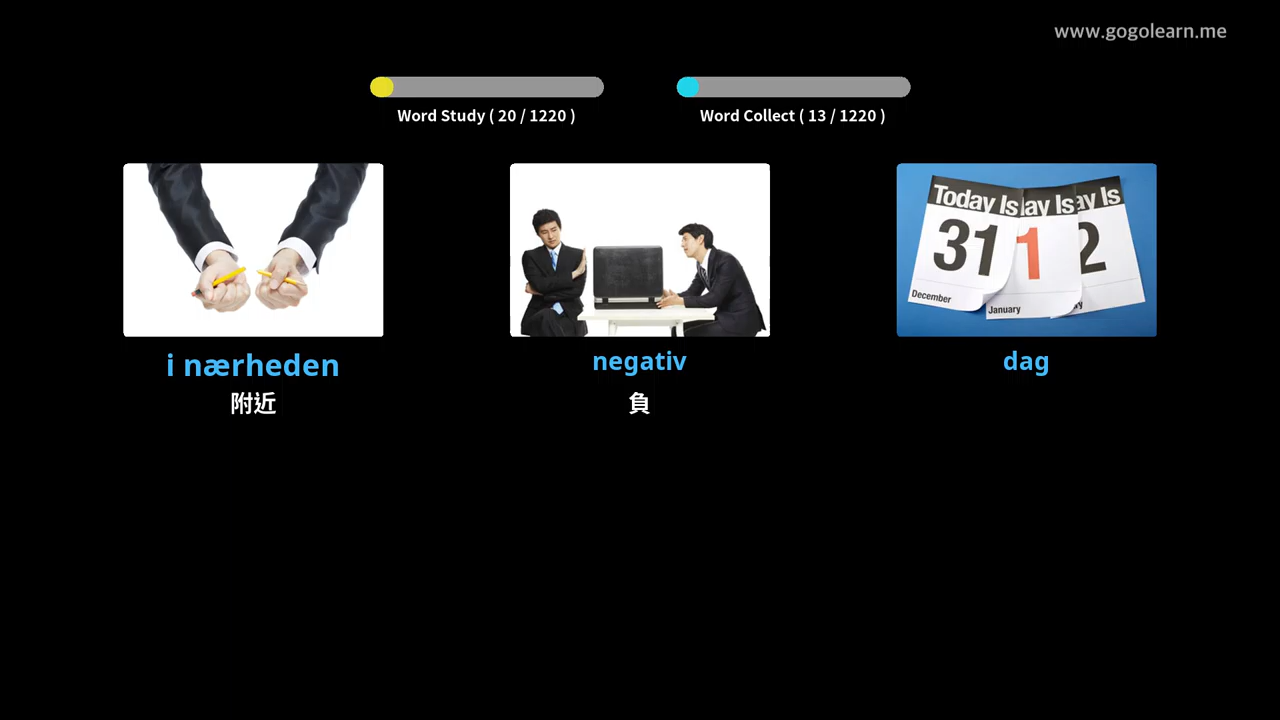 www.gogolearn.me
Word Study ( 20 / 1220 )
Word Collect ( 13 / 1220 )
Today Is
ay Is
ay Is
31
1
2
December
January
ry
i nærheden
negativ
dag
附近
負